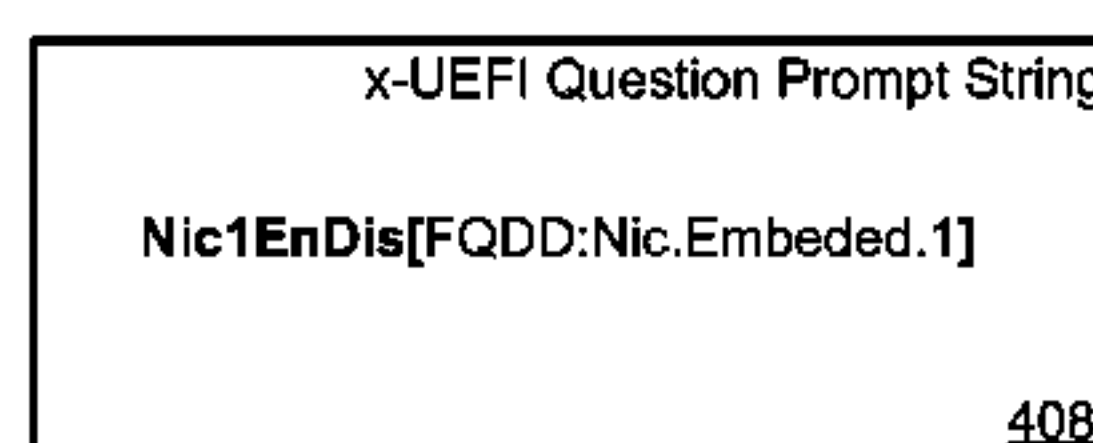 x-UEFI Question Prompt String
Nic1EnDis[FQDD:Nic.Embeded.1]
408